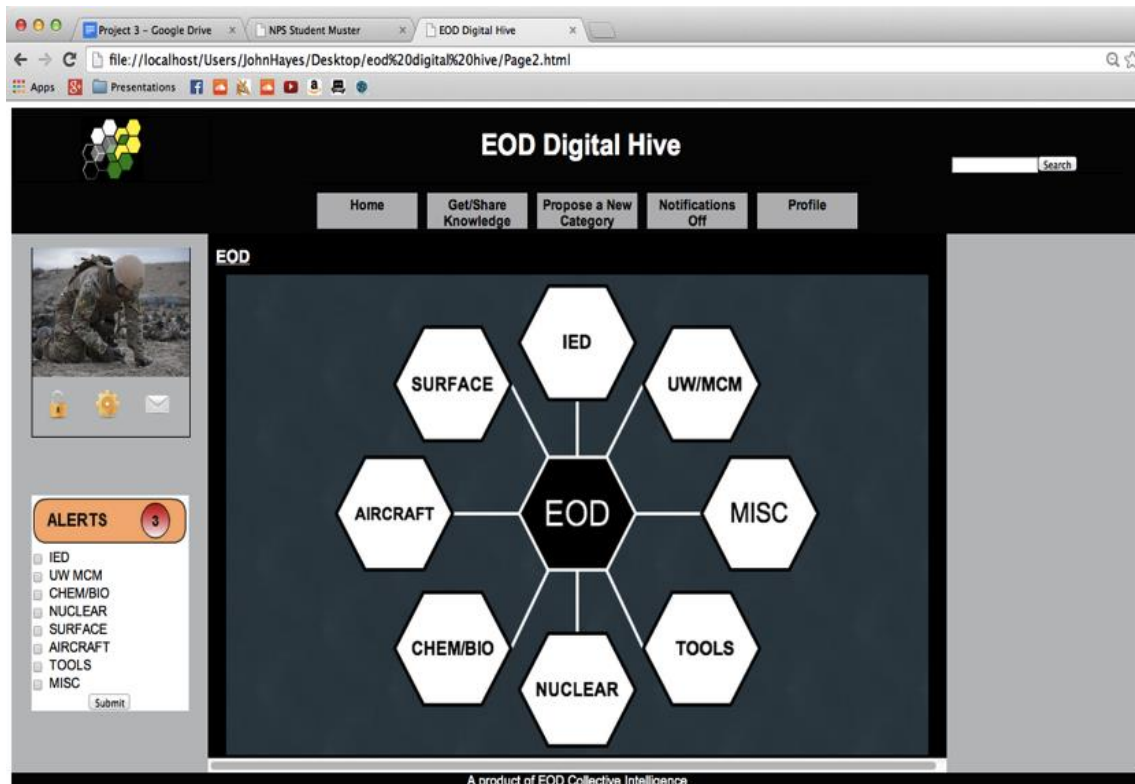 Project 3 - Google Drive
NPS Student Muster
EOD Digital Hive
file://localhost/Users/JohnHayes/Desktop/eod%20digital%20hive/Page2.html
Apps
Presentations
EOD Digital Hive
Search
Home
Get/Share
Knowledge
Propose a New
Category
Notifications
Off
Profile
EOD
IED
SURFACE
UW/MCM
AIRCRAFT
EOD
MISC
CHEM/BIO
TOOLS
NUCLEAR
ALERTS 3
IED
UW MCM
CHEM/BIO
NUCLEAR
SURFACE
AIRCRAFT
TOOLS
MISC
Submit
A product of EOD Collective Intelligence